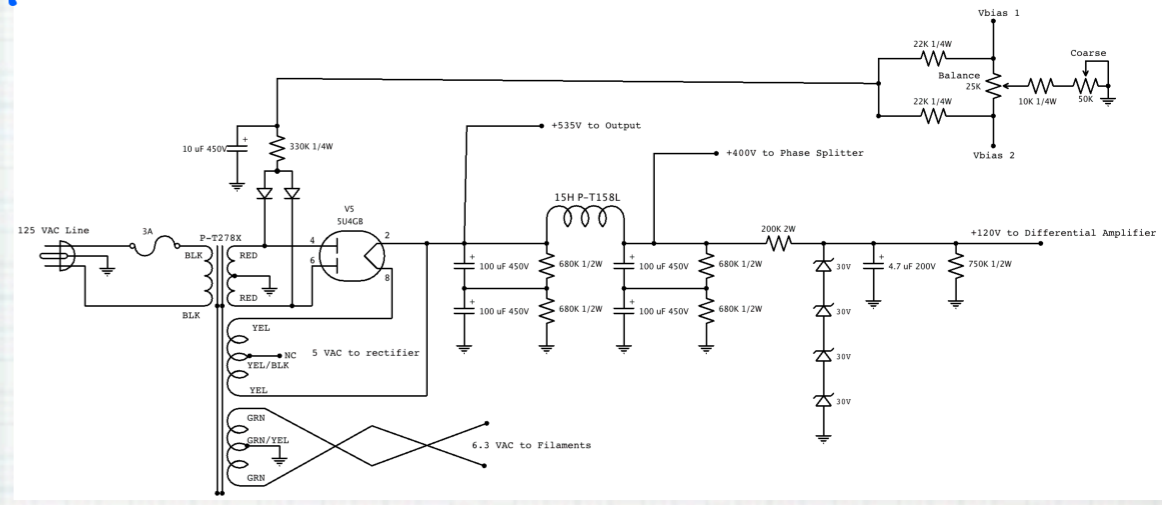 Vbias 1
22K 1/4W
Coarse
Balance
25K
10K 1/4W
50K
22K 1/4W
Vbias 2
+535V to Output
10 uF 450V
+
330K 1/4W
+400V to Phase Splitter
15H P-T158L
V5
5U4GB
125 VAC Line
3A
P-T278X
BLK
RED
4
6
2
8
RED
BLK
200K 2W
+120V to Differential Amplifier
+
100 uF 450V
680K 1/2W
+
100 uF 450V
680K 1/2W
30V
+
4.7 uF 200V
750K 1/2W
+
100 uF 450V
680K 1/2W
+
100 uF 450V
680K 1/2W
30V
30V
30V
YEL
NC
5 VAC to rectifier
YEL/BLK
YEL
GRN
GRN/YEL
6.3 VAC to Filaments
GRN